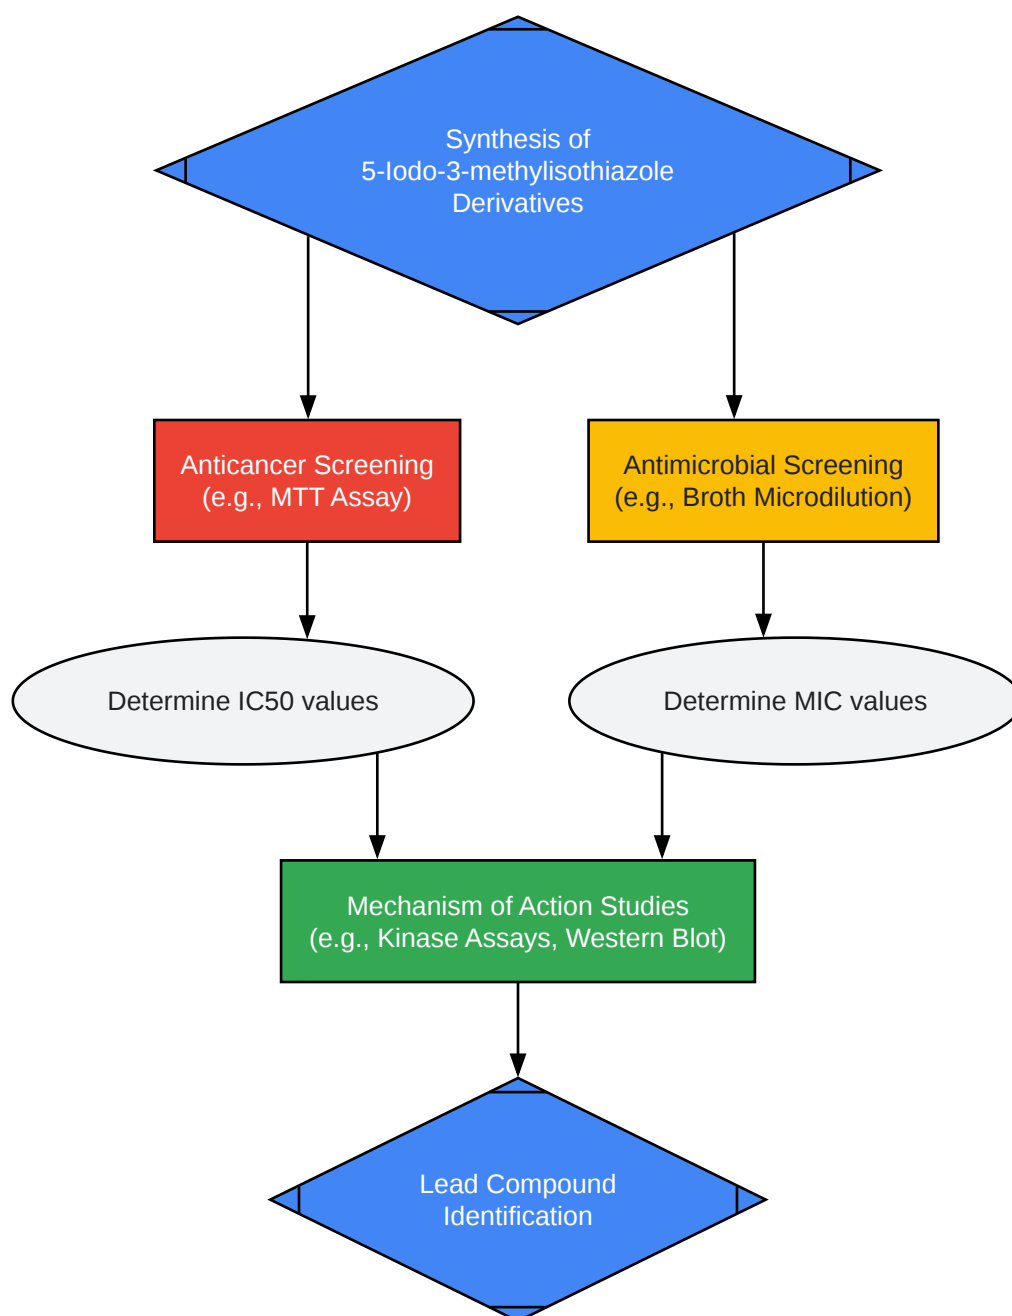 Synthesis of
5-Iodo-3-methylisothiazole
Derivatives
Anticancer Screening
(e.g., MTT Assay)
Antimicrobial Screening
(e.g., Broth Microdilution)
Determine IC50 values
Determine MIC values
Mechanism of Action Studies
(e.g., Kinase Assays, Western Blot)
Lead Compound
Identification